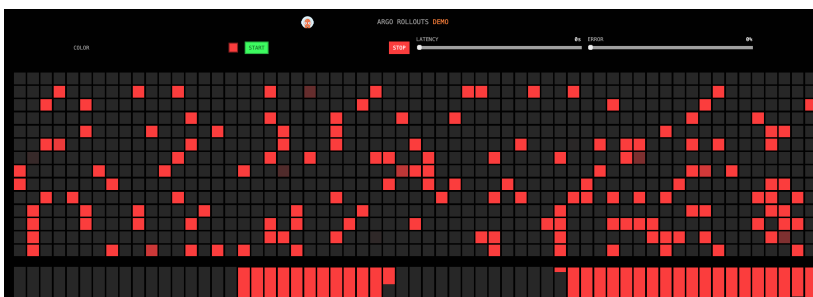 ARGO ROLLOUTS DEMO
COLOR
START
STOP
LATENCY
0s
ERROR
0%